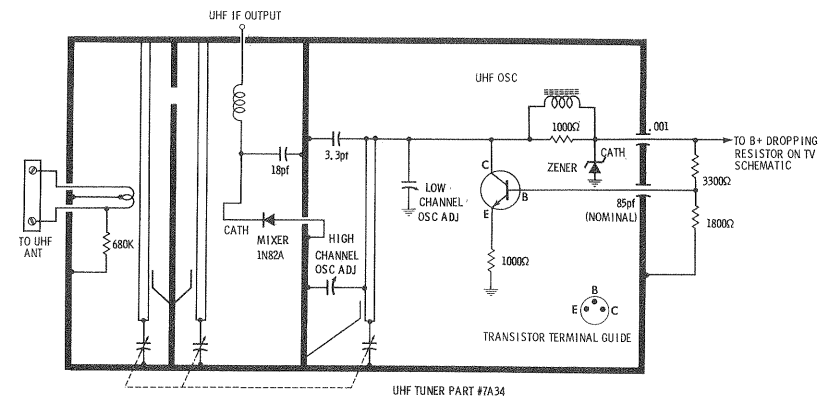 UHF IF OUTPUT
UHF OSC
1000Ω
.001
TO B+ DROPPING
RESISTOR ON TV
SCHEMATIC
3.3pf
CATH
ZENER
3300Ω
18pf
C
B
E
LOW
CHANNEL
OSC ADJ
85pf
(NOMINAL)
1800Ω
TO UHF
ANT
680K
CATH
MIXER
1N82A
HIGH
CHANNEL
OSC ADJ
1000Ω
B
E
C
TRANSISTOR TERMINAL GUIDE
UHF TUNER PART #7A34